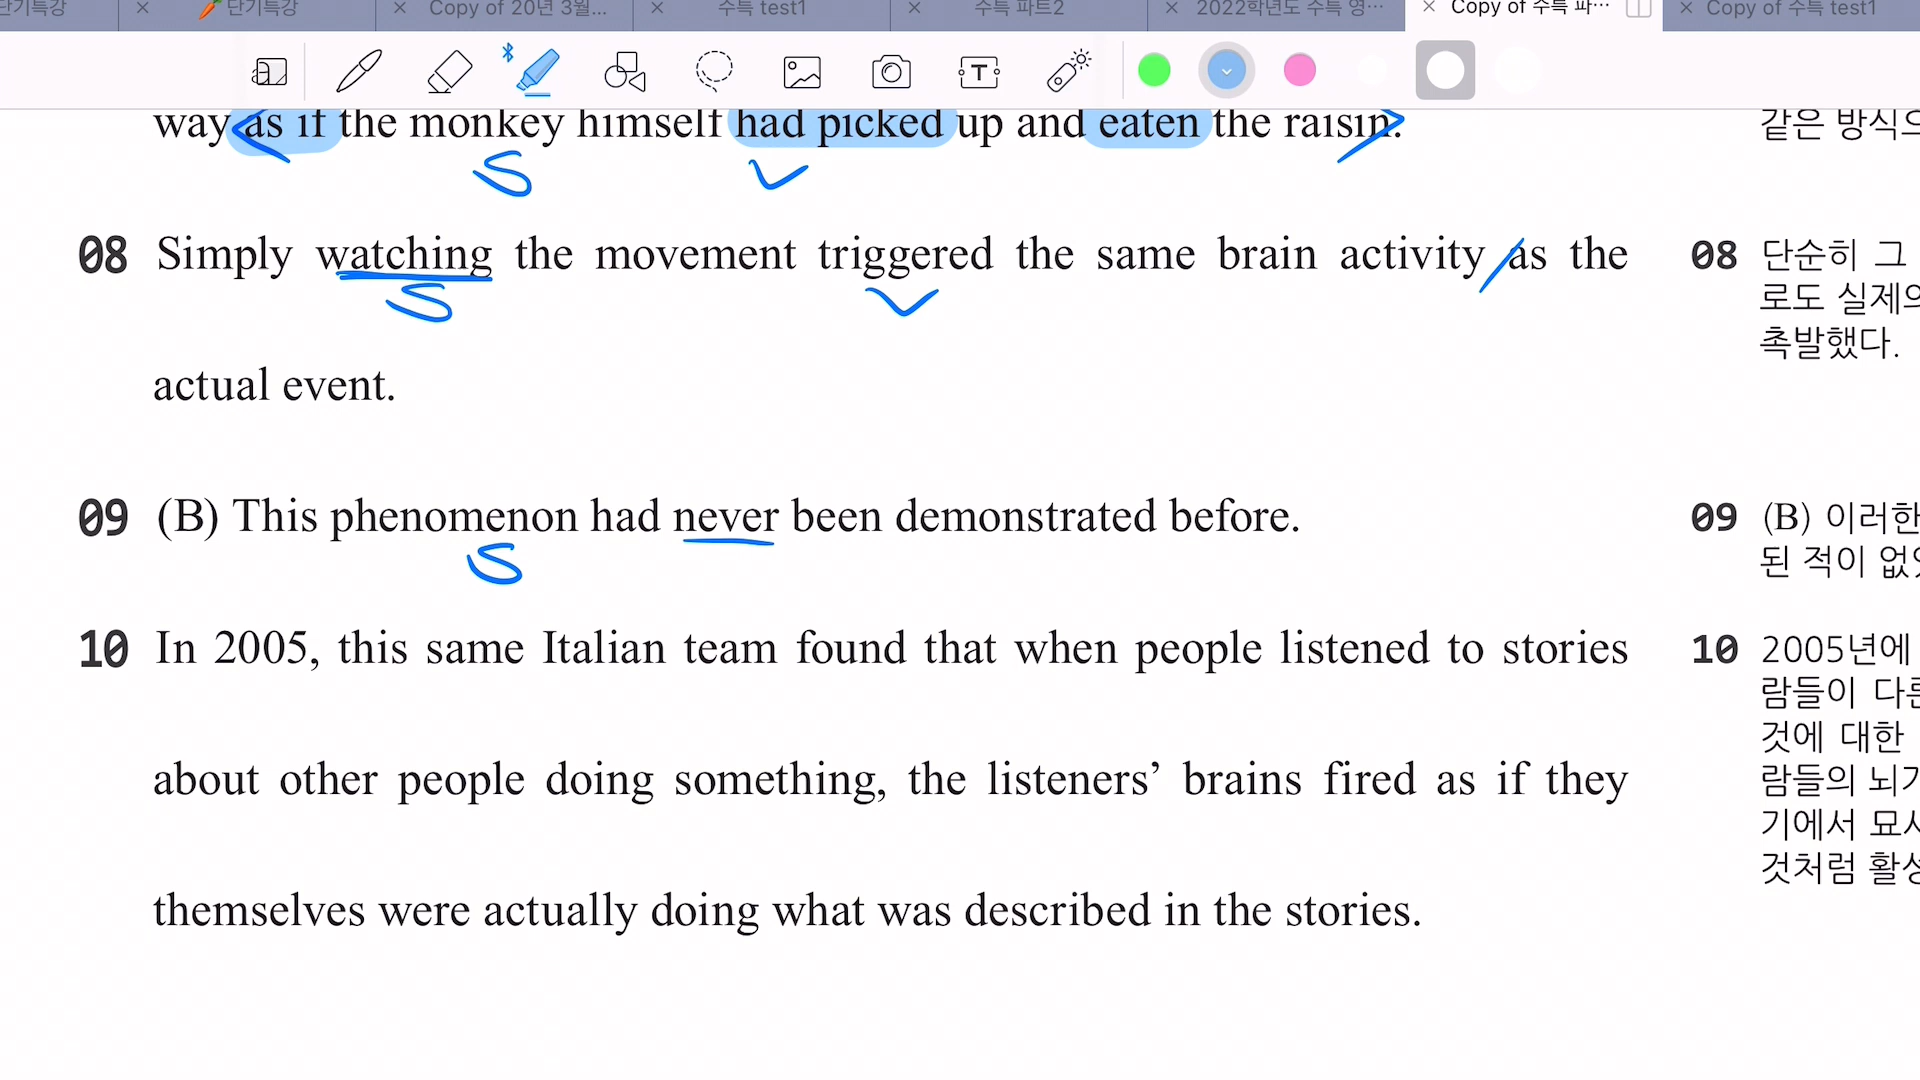 단기특강
단기특강
Copy of 20년 3월...
수특 test1
수특 파트2
2022학년도 수특 영...
Copy of 수특 파...
Copy of 수특 test1
way as if the monkey himself had picked up and eaten the raisin.
S
08 Simply watching the movement triggered the same brain activity as the
S
actual event.
09 (B) This phenomenon had never been demonstrated before.
S
10 In 2005, this same Italian team found that when people listened to stories
about other people doing something, the listeners’ brains fired as if they
themselves were actually doing what was described in the stories.
같은 방식으
08 단순히 그
로도 실제의
촉발했다.
09 (B) 이러한
된 적이 없
10 2005년에
람들이 다른
것에 대한
람들의 뇌가
기에서 묘사
것처럼 활성